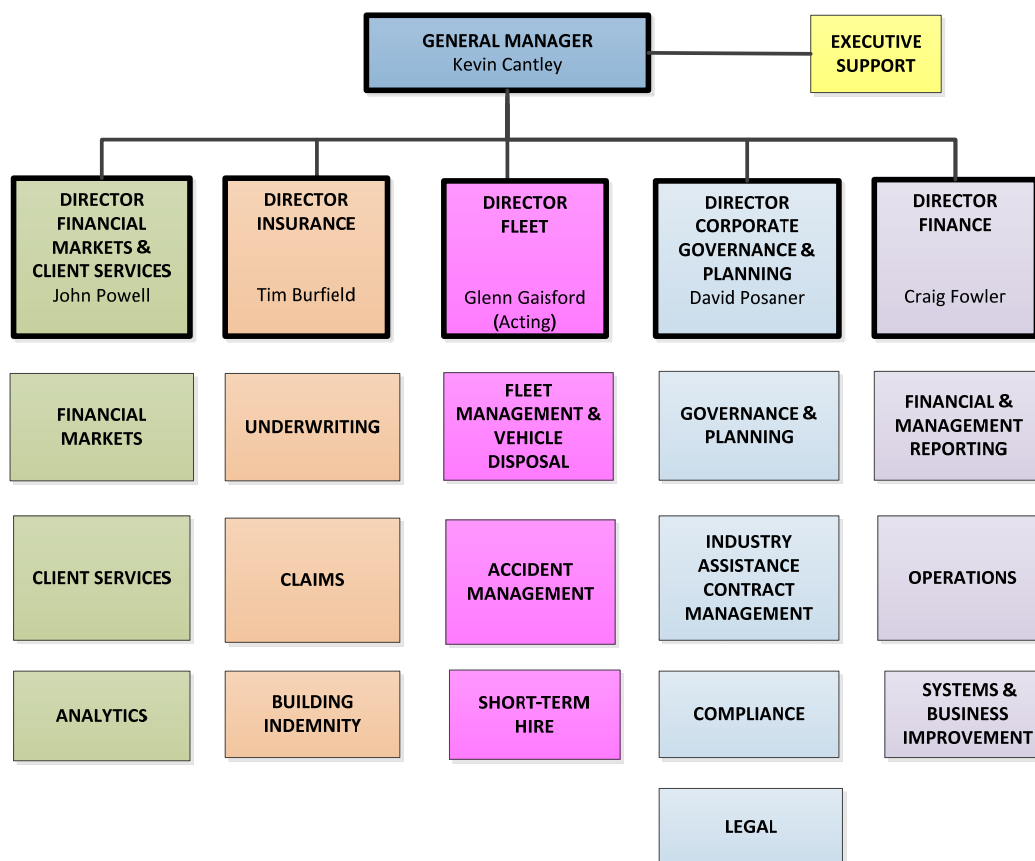 GENERAL MANAGER
Kevin Cantley
EXECUTIVE
SUPPORT
DIRECTOR
FINANCIAL
MARKETS &
CLIENT SERVICES
John Powell
DIRECTOR
INSURANCE
Tim Burfield
DIRECTOR
FLEET
Glenn Gaisford
(Acting)
DIRECTOR
CORPORATE
GOVERNANCE &
PLANNING
David Posaner
DIRECTOR
FINANCE
Craig Fowler
FINANCIAL
MARKETS
UNDERWRITING
FLEET
MANAGEMENT &
VEHICLE
DISPOSAL
GOVERNANCE &
PLANNING
FINANCIAL &
MANAGEMENT
REPORTING
CLIENT SERVICES
CLAIMS
ACCIDENT
MANAGEMENT
INDUSTRY
ASSISTANCE
CONTRACT
MANAGEMENT
OPERATIONS
ANALYTICS
BUILDING
INDEMNITY
SHORT-TERM
HIRE
COMPLIANCE
SYSTEMS &
BUSINESS
IMPROVEMENT
LEGAL